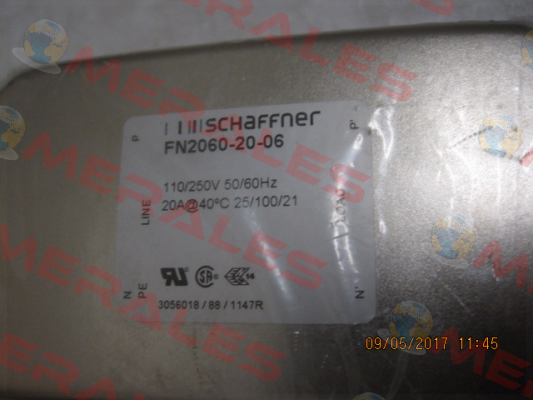 MERALES
MERALES
MERALES
SCHaffner
FN2060-20-06
110/250V 50/60Hz
20A@40°C 25/100/21
3056018 / 88 / 1147R
P
LINE
N
PE
P'
LOAD
N'
09/05/2017 11:45